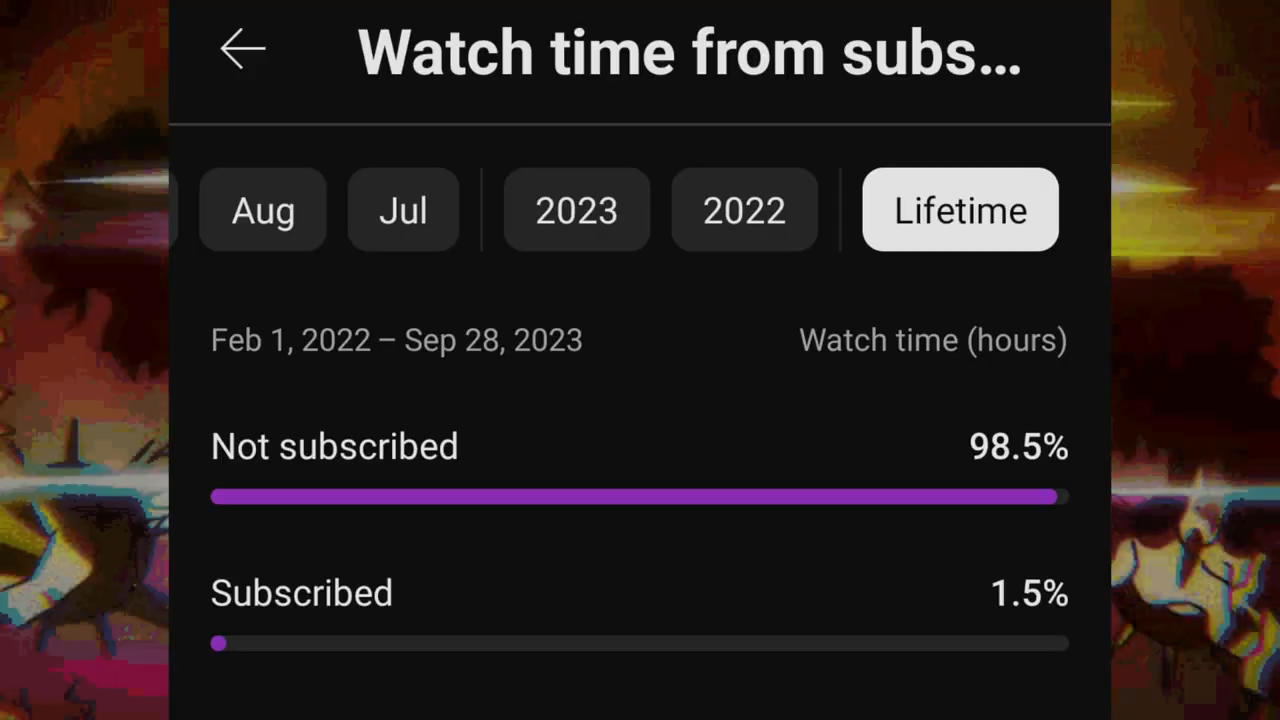 Watch time from subs...
Aug Jul 2023 2022 Lifetime
Feb 1, 2022 – Sep 28, 2023 Watch time (hours)
Not subscribed 98.5%
Subscribed 1.5%